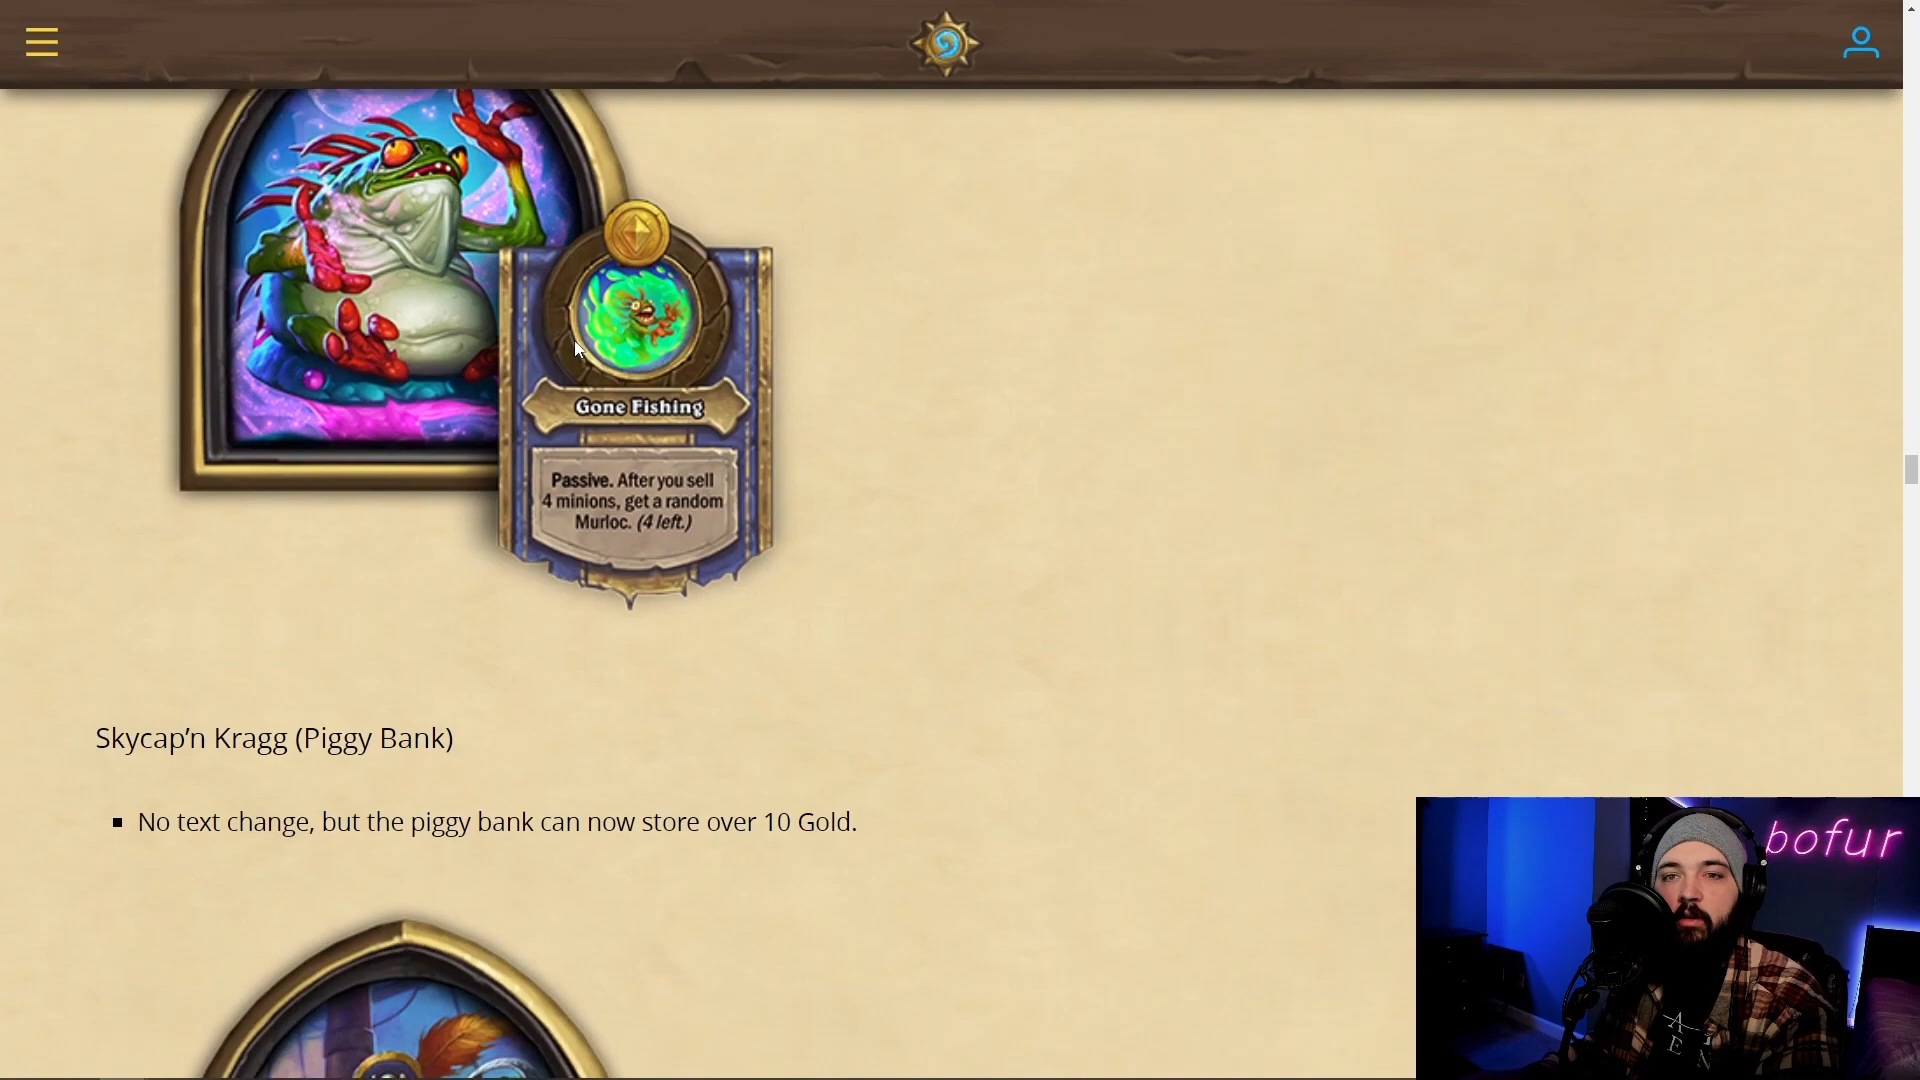 bofur
Gone Fishing
Passive. After you sell
4 minions, get a random
Murloc. (4 left.)
Skycap’n Kragg (Piggy Bank)
▪ No text change, but the piggy bank can now store over 10 Gold.